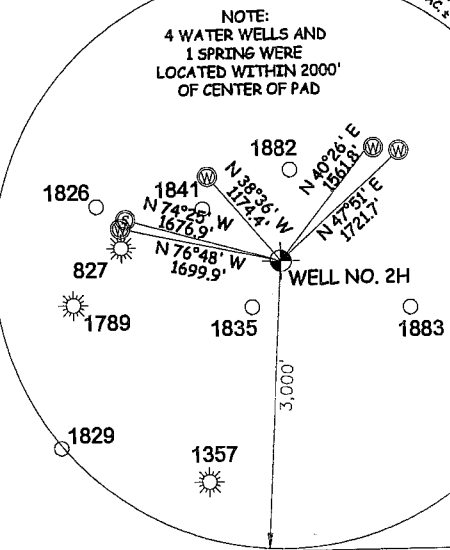 NOTE:
4 WATER WELLS AND
1 SPRING WERE
LOCATED WITHIN 2000'
OF CENTER OF PAD
AC.±
1882
N 40°26' E
1561.8'
W
W
W
N 38°36' W
1174.4'
N 47°51' E
1721.7'
1826
1841
S
W
N 74°25' W
1676.9'
N 76°48' W
1699.9'
827
WELL NO. 2H
1789
1835
1883
3,000'
1829
1357